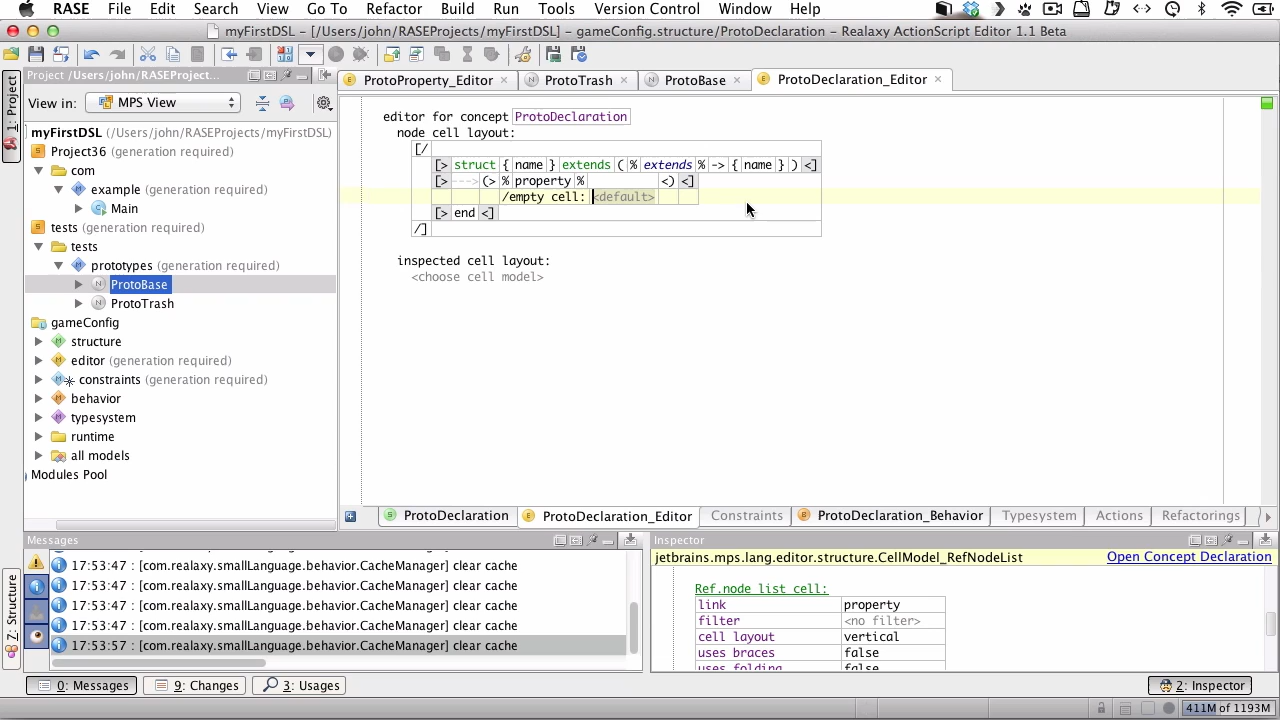 RASE File Edit Search View Go To Refactor Build Run Tools Version Control Window Help
myFirstDSL – [/Users/john/RASEProjects/myFirstDSL] – gameConfig.structure/ProtoDeclaration – Realaxy ActionScript Editor 1.1 Beta
Project /Users/john/RASEProject...
ProtoProperty_Editor ProtoTrash ProtoBase ProtoDeclaration_Editor
View in: MPS View
1: Project
myFirstDSL (/Users/john/RASEProjects/myFirstDSL)
Project36 (generation required)
com
example (generation required)
Main
tests (generation required)
tests
prototypes (generation required)
ProtoBase
ProtoTrash
gameConfig
structure
editor (generation required)
constraints (generation required)
behavior
typesystem
runtime
all models
Modules Pool
editor for concept ProtoDeclaration
node cell layout:
[/
[> struct { name } extends ( % extends % -> { name } ) <]
[> ---> (> % property % <) <]
/empty cell: <default>
[> end <]
/]
inspected cell layout:
<choose cell model>
ProtoDeclaration ProtoDeclaration_Editor Constraints ProtoDeclaration_Behavior Typesystem Actions Refactorings
Messages
17:53:47 : [com.realaxy.smallLanguage.behavior.CacheManager] clear cache
17:53:47 : [com.realaxy.smallLanguage.behavior.CacheManager] clear cache
17:53:47 : [com.realaxy.smallLanguage.behavior.CacheManager] clear cache
17:53:47 : [com.realaxy.smallLanguage.behavior.CacheManager] clear cache
17:53:57 : [com.realaxy.smallLanguage.behavior.CacheManager] clear cache
Z: Structure
Inspector
jetbrains.mps.lang.editor.structure.CellModel_RefNodeList Open Concept Declaration
Ref.node list cell:
link property
filter <no filter>
cell layout vertical
uses braces false
uses folding false
0: Messages 9: Changes 3: Usages 2: Inspector
411M of 1193M